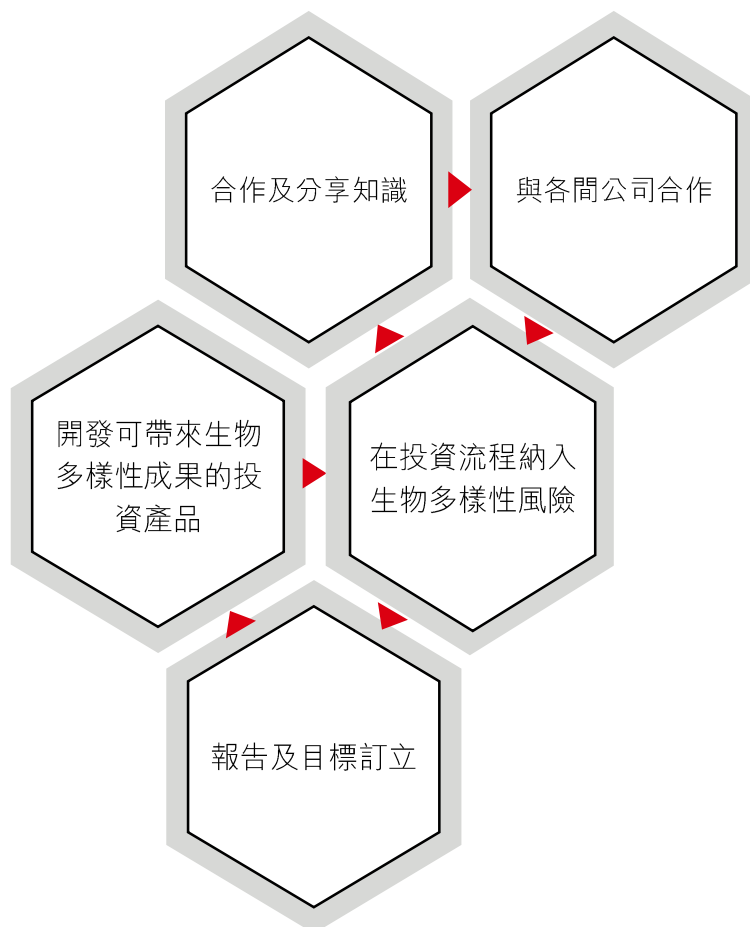 合作及分享知識
與各間公司合作
開發可帶來生物
多樣性成果的投
資產品
在投資流程納入
生物多樣性風險
報告及目標訂立